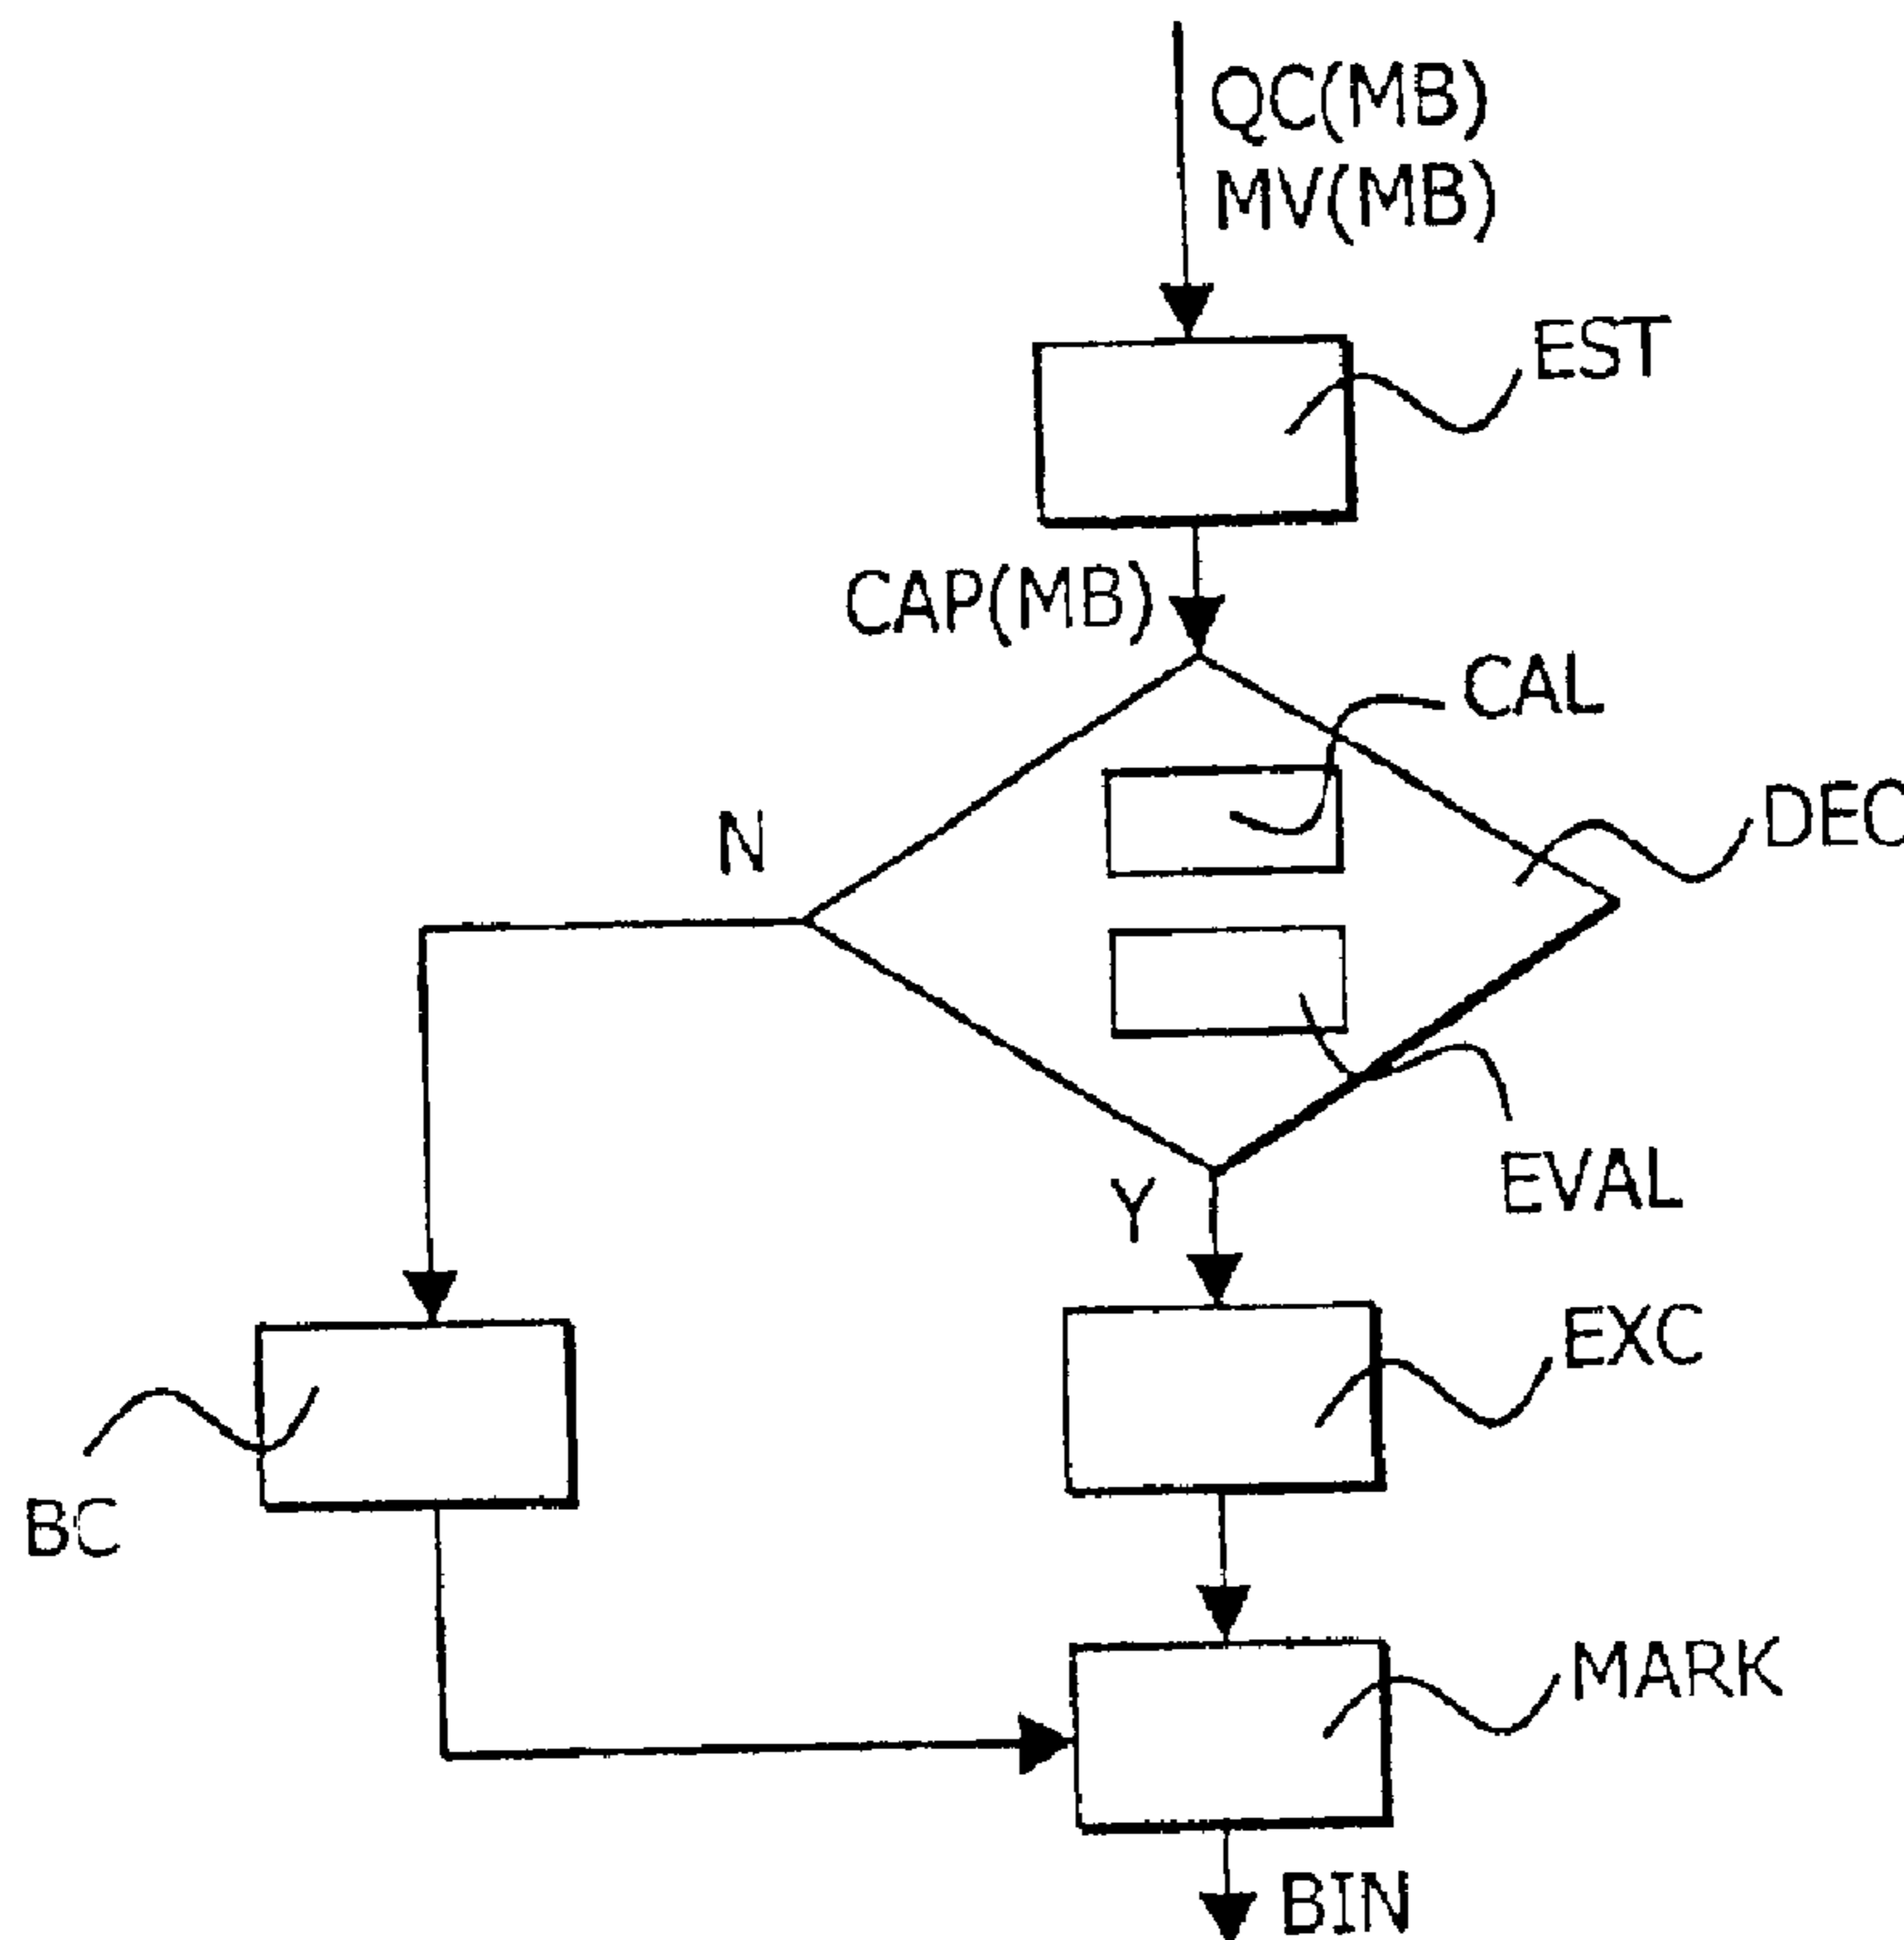 QC(MB)
MV(MB)
EST
CAP(MB)
CAL
DEC
N
EVAL
Y
EXC
BC
MARK
BIN